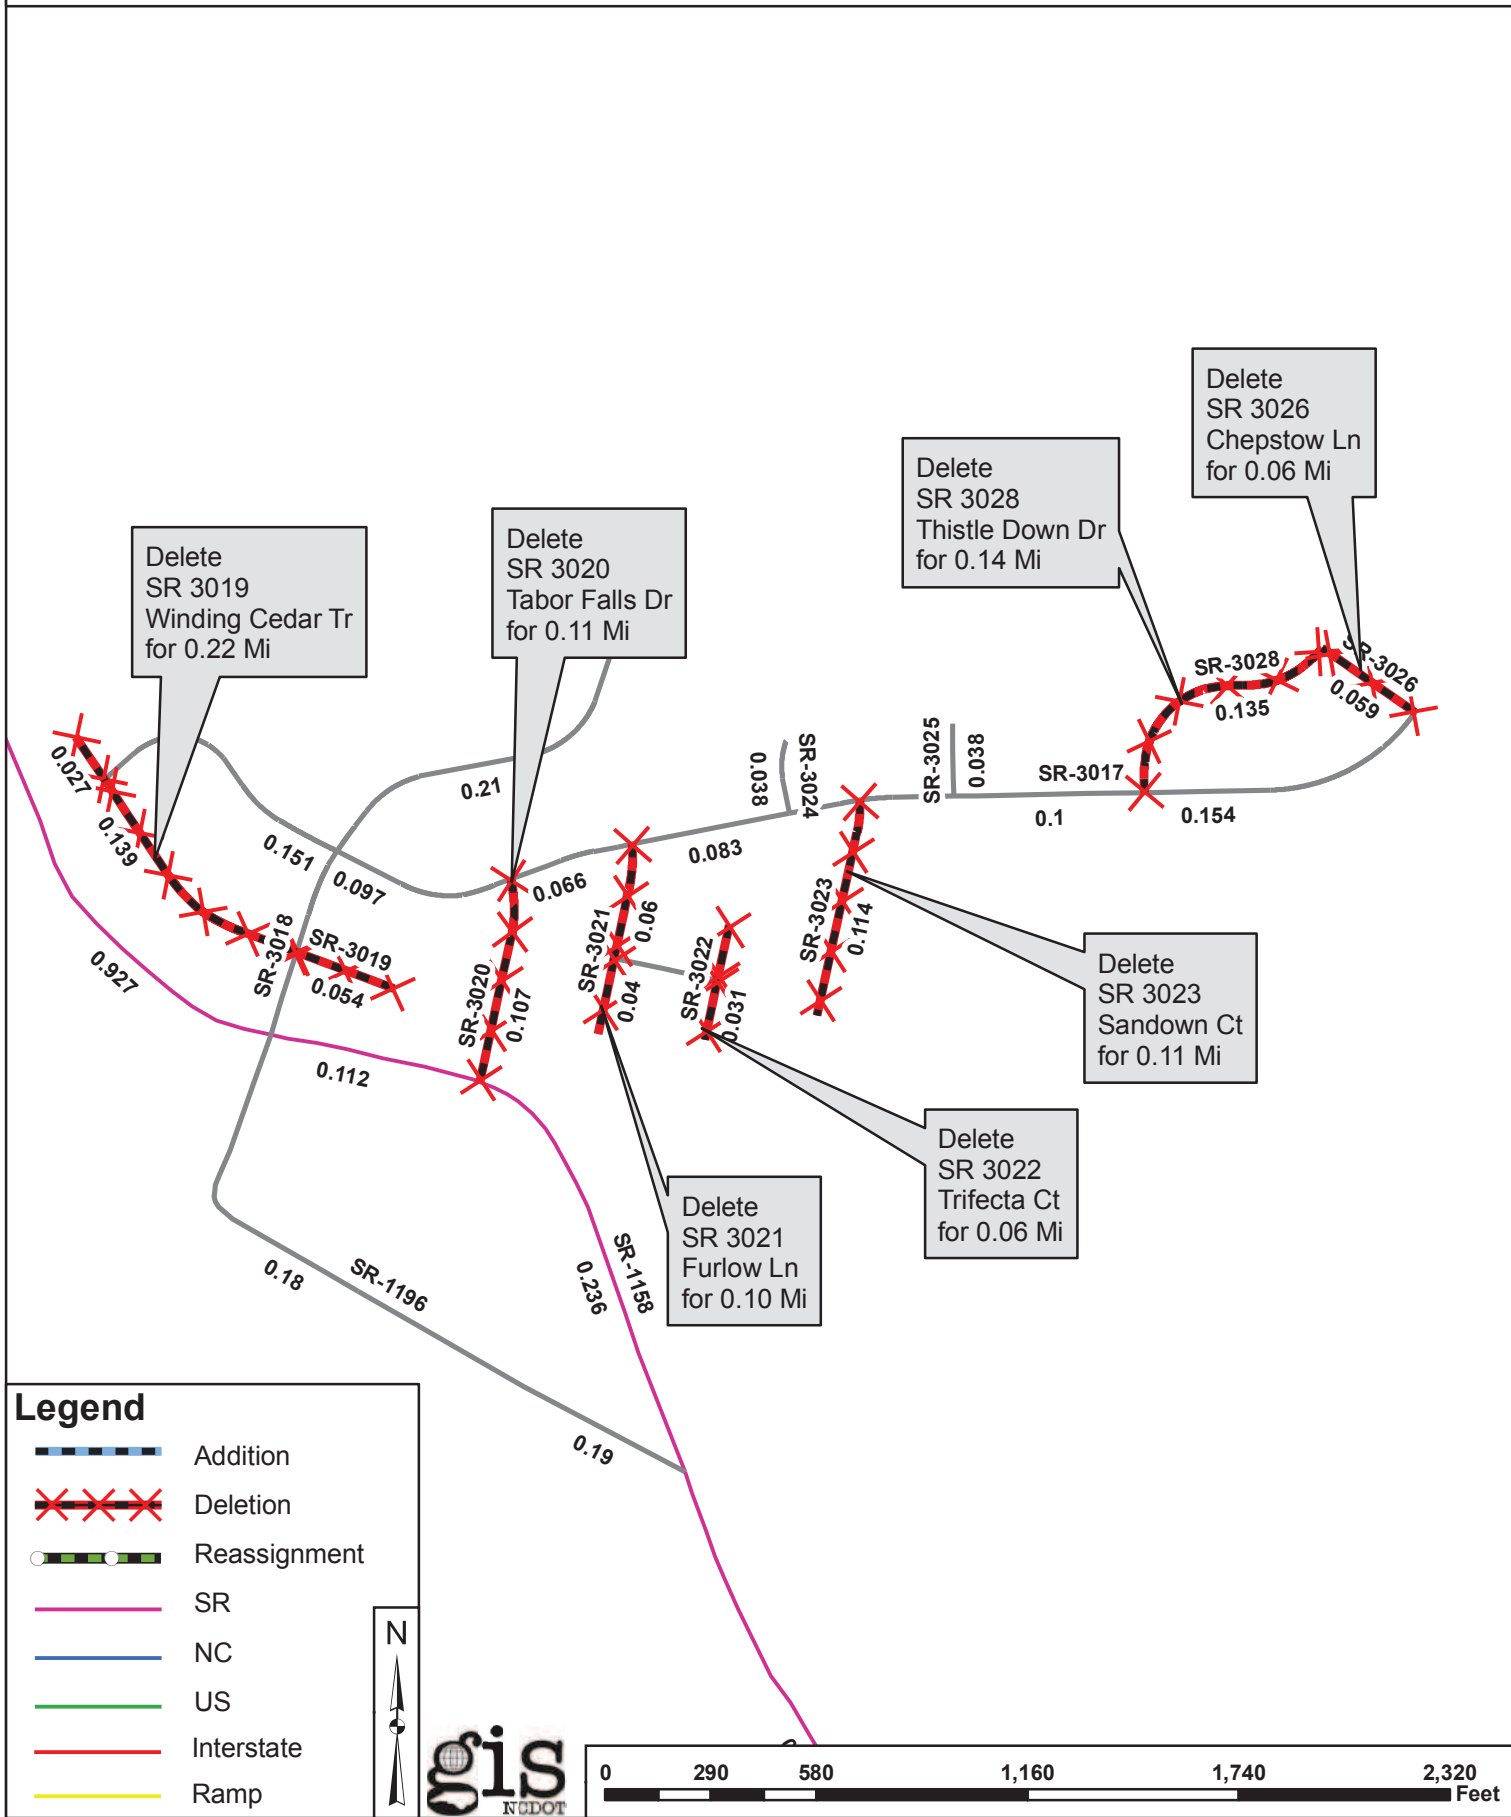 Delete
SR 3026
Chepstow Ln
for 0.06 Mi
Delete
SR 3028
Thistle Down Dr
for 0.14 Mi
Delete
SR 3020
Tabor Falls Dr
for 0.11 Mi
Delete
SR 3019
Winding Cedar Tr
for 0.22 Mi
SR-3028
SR-3026
0.135
0.059
SR-3025
0.038
SR-3024
0.038
SR-3017
0.1
0.154
0.027
0.139
0.151
0.21
0.097
0.066
0.083
SR-3018
SR-3019
0.054
SR-3020
0.107
SR-3021
0.06
0.04
SR-3022
0.031
SR-3023
0.114
0.927
0.112
Delete
SR 3023
Sandown Ct
for 0.11 Mi
Delete
SR 3022
Trifecta Ct
for 0.06 Mi
Delete
SR 3021
Furlow Ln
for 0.10 Mi
SR-1158
0.236
0.18
SR-1196
0.19
Legend
Addition
Deletion
Reassignment
SR
NC
US
Interstate
Ramp
N
gis
NCDOT
0 290 580 1,160 1,740 2,320
Feet